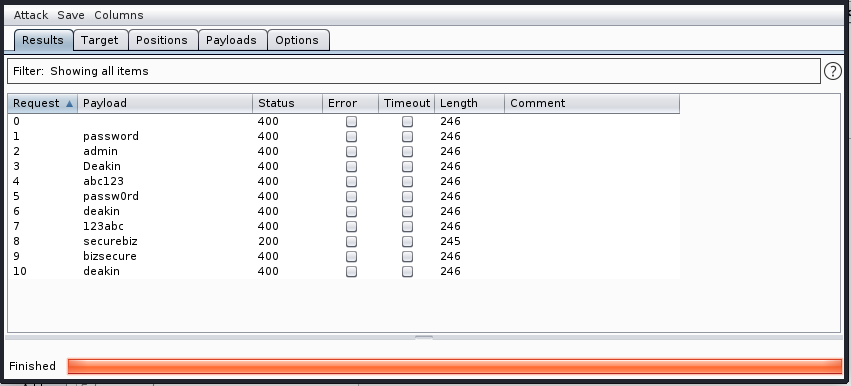 Attack Save Columns
Results Target Positions Payloads Options
Filter: Showing all items ?
Request Payload Status Error Timeout Length Comment
0 400 246
1 password 400 246
2 admin 400 246
3 Deakin 400 246
4 abc123 400 246
5 passw0rd 400 246
6 deakin 400 246
7 123abc 400 246
8 securebiz 200 245
9 bizsecure 400 246
10 deakin 400 246
Finished